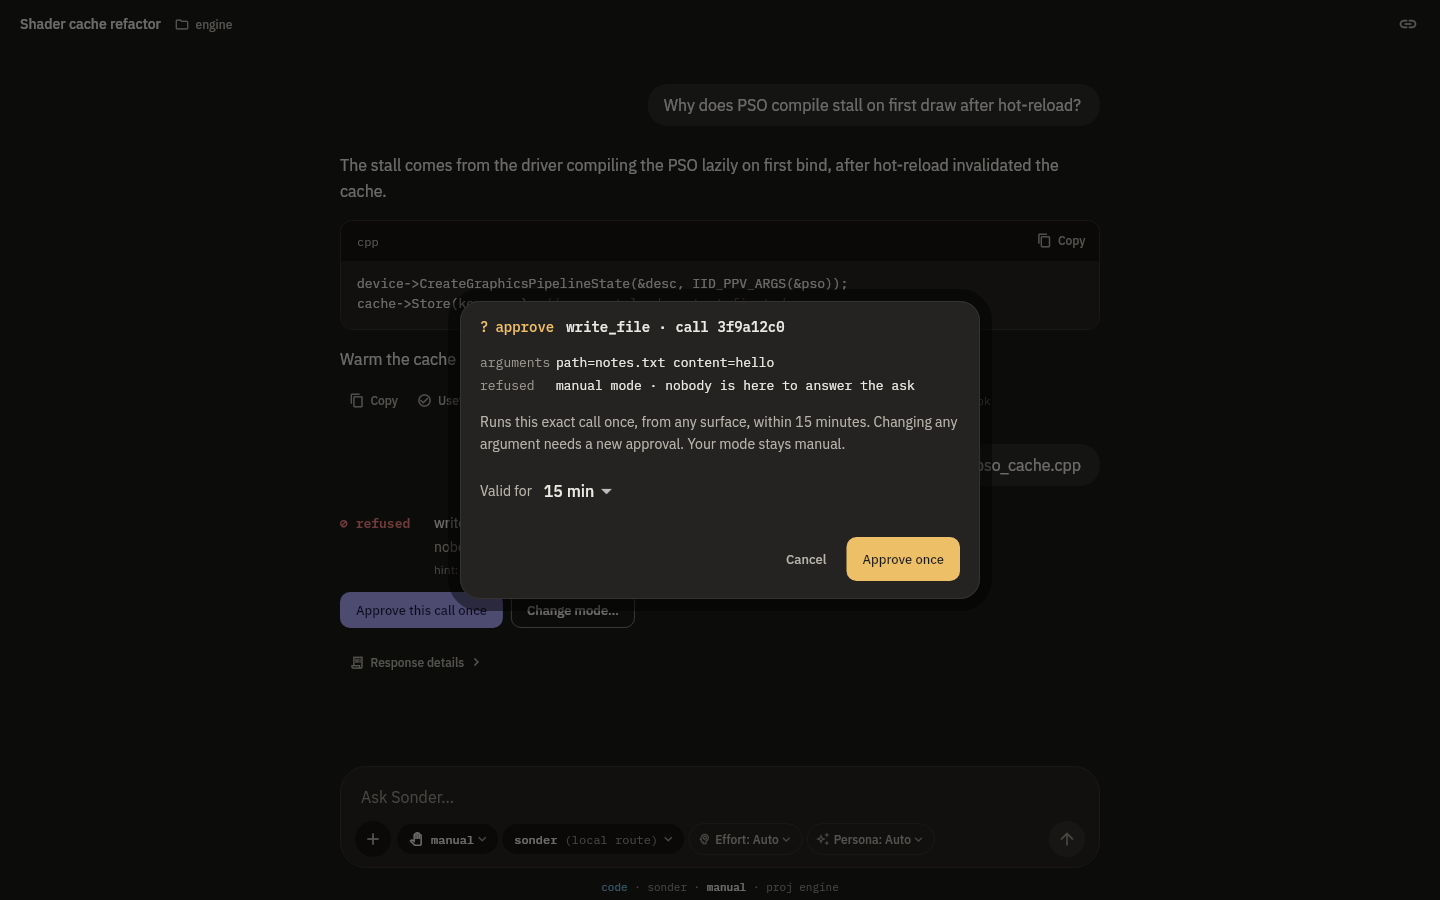 Shader cache refactor engine
Why does PSO compile stall on first draw after hot-reload?
The stall comes from the driver compiling the PSO lazily on first bind, after hot-reload invalidated the
cache.
cpp Copy
device->CreateGraphicsPipelineState(&desc, IID_PPV_ARGS(&pso));
cache->Store(
? approve write_file · call 3f9a12c0
Warm the cache
arguments path=notes.txt content=hello
refused manual mode · nobody is here to answer the ask
Copy
Runs this exact call once, from any surface, within 15 minutes. Changing any
argument needs a new approval. Your mode stays manual.
pso_cache.cpp
Valid for 15 min
⊘ refused
hint:
Cancel Approve once
Approve this call once Change mode...
Response details
Ask Sonder...
manual sonder (local route) Effort: Auto Persona: Auto
code · sonder · manual · proj engine